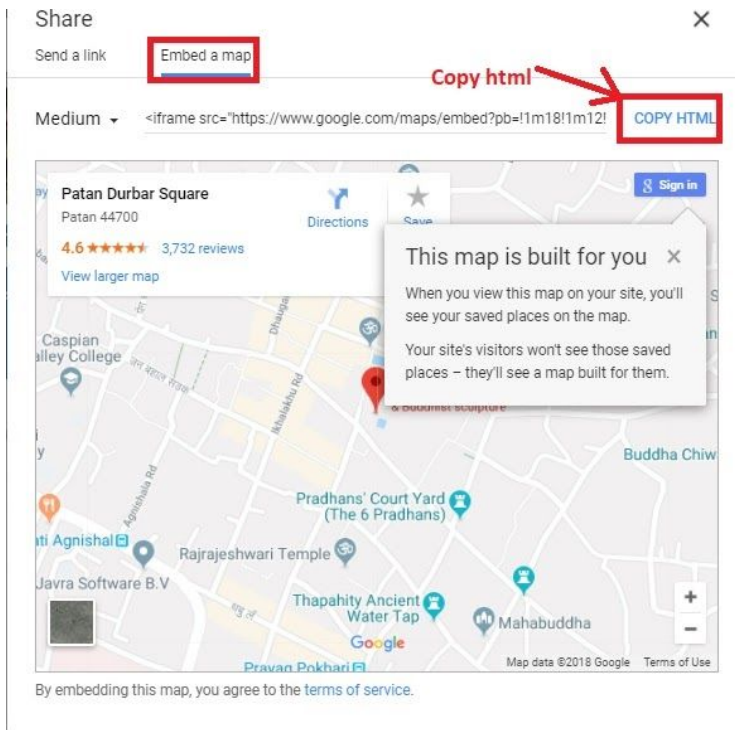 Share
Send a link
Embed a map
Copy html
Medium
<iframe src="https://www.google.com/maps/embed?pb=!1m18!1m12!
COPY HTML
Patan Durbar Square
Patan 44700
4.6
3,732 reviews
View larger map
Directions
Save
Sign in
This map is built for you
When you view this map on your site, you'll
see your saved places on the map.
Your site's visitors won't see those saved
places – they'll see a map built for them.
Caspian
alley College
Ikhalakhu Rd
& Buddhist sculpture
Buddha Chiw
Agnishala Rd
Pradhans' Court Yard
(The 6 Pradhans)
ti Agnishal
Rajrajeshwari Temple
Javra Software B.V
Thapahity Ancient
Water Tap
Mahabuddha
Google
Pravag Pokhari
Map data ©2018 Google
Terms of Use
By embedding this map, you agree to the terms of service.